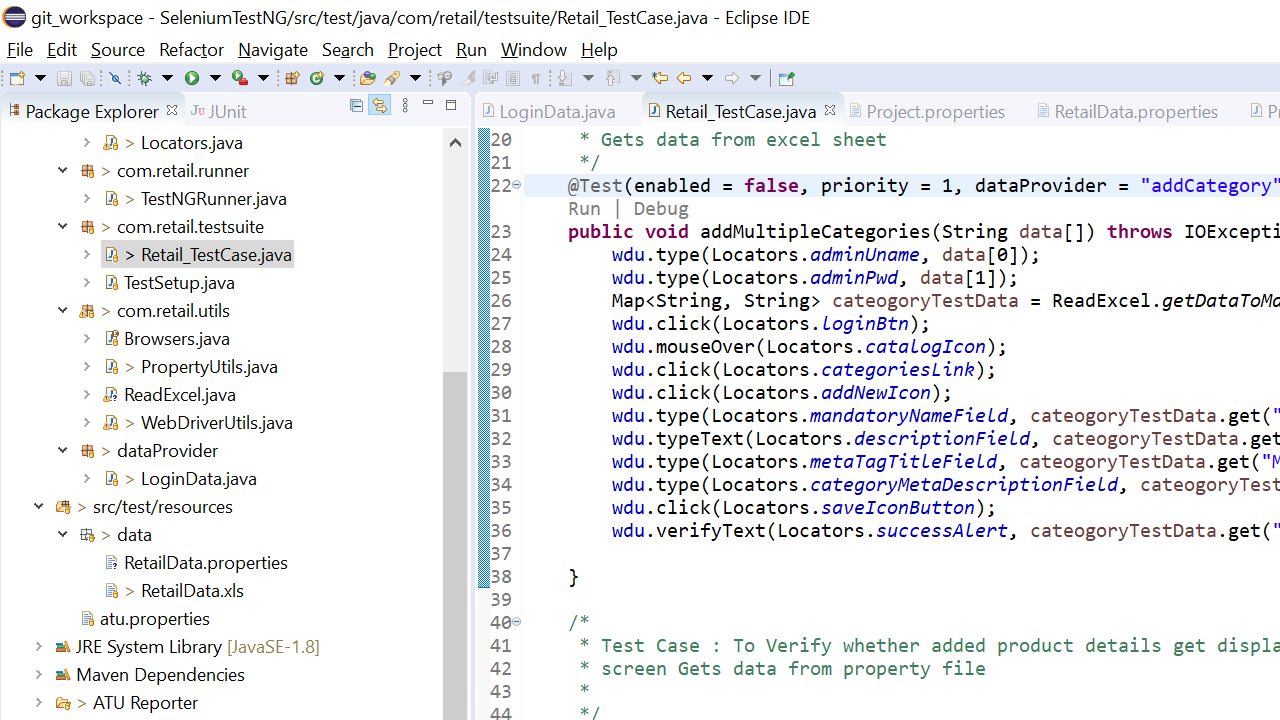 git_workspace - SeleniumTestNG/src/test/java/com/retail/testsuite/Retail_TestCase.java - Eclipse IDE
File Edit Source Refactor Navigate Search Project Run Window Help
Package Explorer JUnit
> Locators.java
> com.retail.runner
> TestNGRunner.java
> com.retail.testsuite
> Retail_TestCase.java
TestSetup.java
> com.retail.utils
Browsers.java
> PropertyUtils.java
ReadExcel.java
> WebDriverUtils.java
> dataProvider
> LoginData.java
> src/test/resources
> data
RetailData.properties
> RetailData.xls
atu.properties
JRE System Library [JavaSE-1.8]
Maven Dependencies
> ATU Reporter
LoginData.java Retail_TestCase.java Project.properties RetailData.properties P
20 * Gets data from excel sheet
21 */
22 @Test(enabled = false, priority = 1, dataProvider = "addCategory"
Run | Debug
23 public void addMultipleCategories(String data[]) throws IOExcepti
24 wdu.type(Locators.adminUname, data[0]);
25 wdu.type(Locators.adminPwd, data[1]);
26 Map<String, String> cateogoryTestData = ReadExcel.getDataToMa
27 wdu.click(Locators.loginBtn);
28 wdu.mouseOver(Locators.catalogIcon);
29 wdu.click(Locators.categoriesLink);
30 wdu.click(Locators.addNewIcon);
31 wdu.type(Locators.mandatoryNameField, cateogoryTestData.get("
32 wdu.typeText(Locators.descriptionField, cateogoryTestData.get
33 wdu.type(Locators.metaTagTitleField, cateogoryTestData.get("M
34 wdu.type(Locators.categoryMetaDescriptionField, cateogoryTest
35 wdu.click(Locators.saveIconButton);
36 wdu.verifyText(Locators.successAlert, cateogoryTestData.get("
37
38 }
39
40 /*
41 * Test Case : To Verify whether added product details get displa
42 * screen Gets data from property file
43 *
44 */